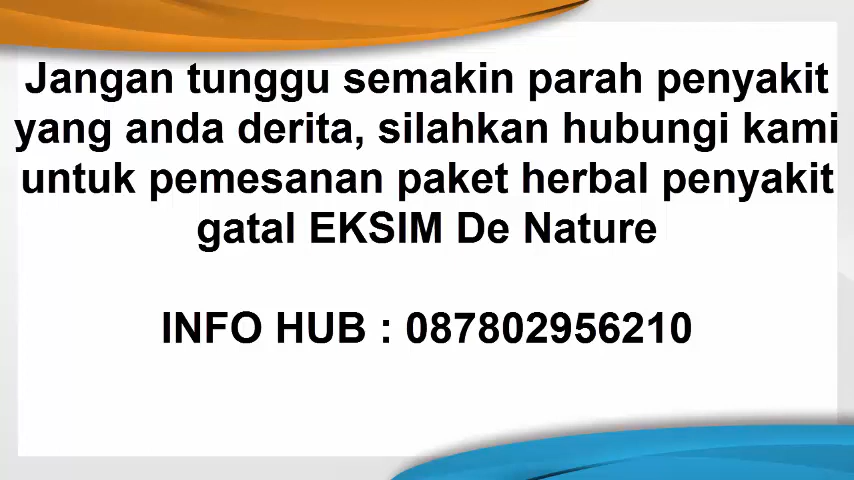 Jangan tunggu semakin parah penyakit
yang anda derita, silahkan hubungi kami
untuk pemesanan paket herbal penyakit
gatal EKSIM De Nature
INFO HUB : 087802956210